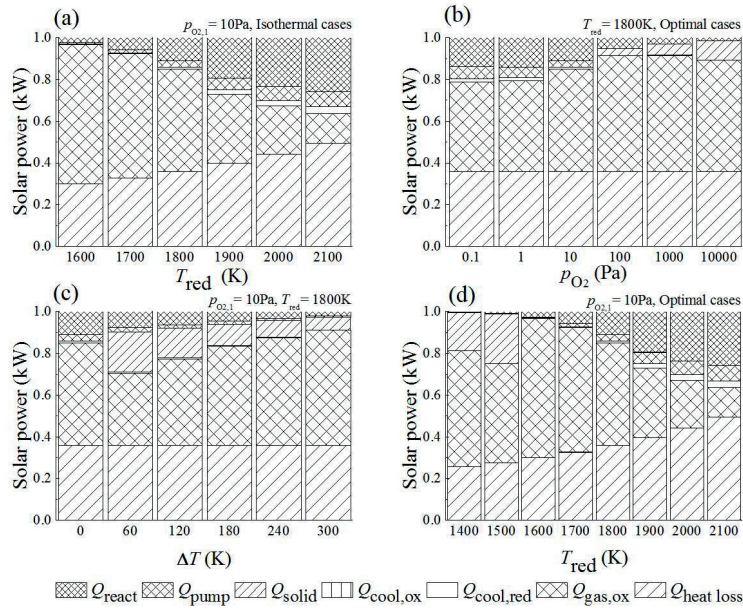 (a)
p_O2,1 = 10Pa, Isothermal cases
Solar power (kW)
1.0
0.8
0.6
0.4
0.2
0.0
1600 1700 1800 1900 2000 2100
T_red (K)
(b)
T_red = 1800K, Optimal cases
Solar power (kW)
1.0
0.8
0.6
0.4
0.2
0.0
0.1 1 10 100 1000 10000
p_O2 (Pa)
(c)
p_O2,1 = 10Pa, T_red = 1800K
Solar power (kW)
1.0
0.8
0.6
0.4
0.2
0.0
0 60 120 180 240 300
ΔT (K)
(d)
p_O2,1 = 10Pa, Optimal cases
Solar power (kW)
1.0
0.8
0.6
0.4
0.2
0.0
1400 1500 1600 1700 1800 1900 2000 2100
T_red (K)
Q_react Q_pump Q_solid Q_cool,ox Q_cool,red Q_gas,ox Q_heat loss